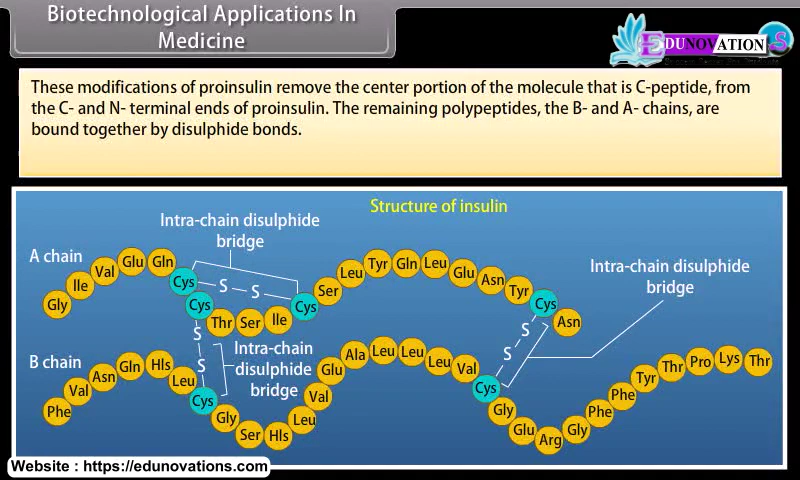 Biotechnological Applications In
Medicine
EDUNOVATION S
These modifications of proinsulin remove the center portion of the molecule that is C-peptide, from
the C- and N- terminal ends of proinsulin. The remaining polypeptides, the B- and A- chains, are
bound together by disulphide bonds.
Structure of insulin
Intra-chain disulphide
bridge
A chain
Gly Ile Val Glu Gln Cys Cys Thr Ser Ile Cys Ser Leu Tyr Gln Leu Glu Asn Tyr Cys Asn
S S
Intra-chain disulphide
bridge
S
S
Intra-chain
disulphide
bridge
S
S
B chain
Phe Val Asn Gln Hls Leu Cys Gly Ser Hls Leu Val Glu Ala Leu Leu Leu Val Cys Gly Glu Arg Gly Phe Phe Tyr Thr Pro Lys Thr
Website : https://edunovations.com